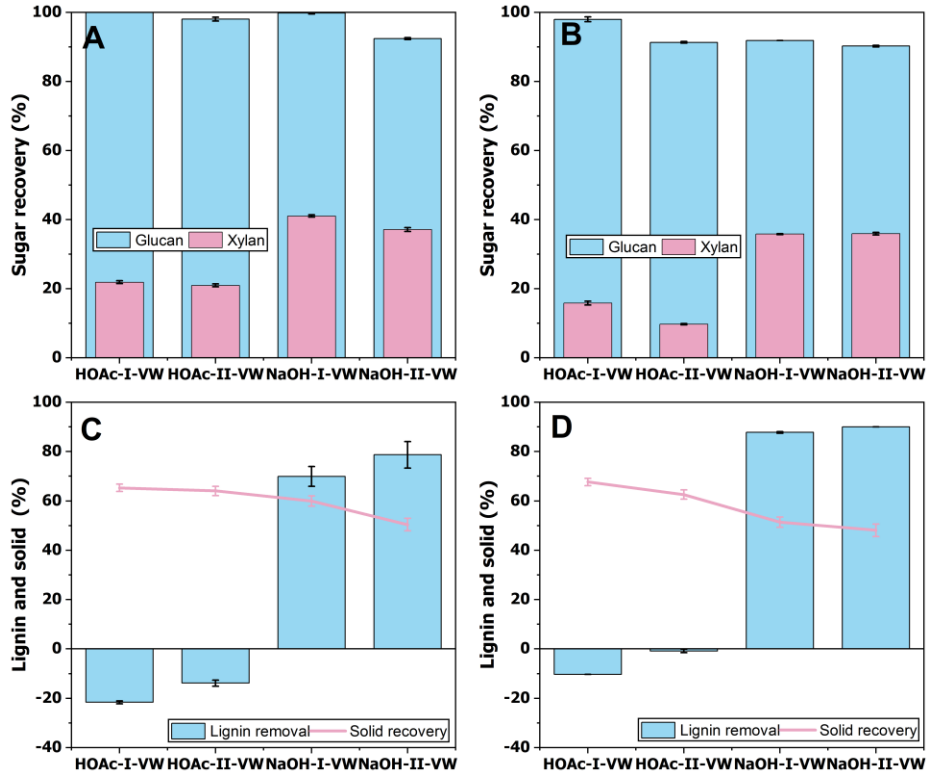 A
Sugar recovery (%)
100
80
60
40
20
0
Glucan Xylan
HOAc-I-VW HOAc-II-VW NaOH-I-VW NaOH-II-VW
B
Sugar recovery (%)
100
80
60
40
20
0
Glucan Xylan
HOAc-I-VW HOAc-II-VW NaOH-I-VW NaOH-II-VW
C
Lignin and solid (%)
100
80
60
40
20
0
-20
-40
Lignin removal Solid recovery
HOAc-I-VW HOAc-II-VW NaOH-I-VW NaOH-II-VW
D
Lignin and solid (%)
100
80
60
40
20
0
-20
-40
Lignin removal Solid recovery
HOAc-I-VW HOAc-II-VW NaOH-I-VW NaOH-II-VW